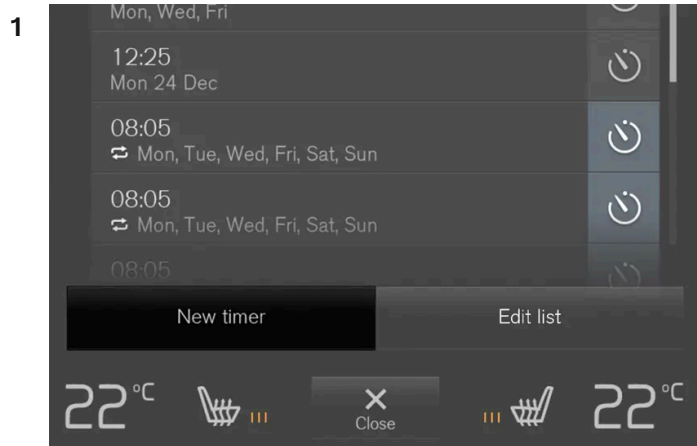 1
Mon, Wed, Fri
12:25
Mon 24 Dec
08:05
Mon, Tue, Wed, Fri, Sat, Sun
08:05
Mon, Tue, Wed, Fri, Sat, Sun
08:05
New timer
Edit list
22°C
Close
22°C